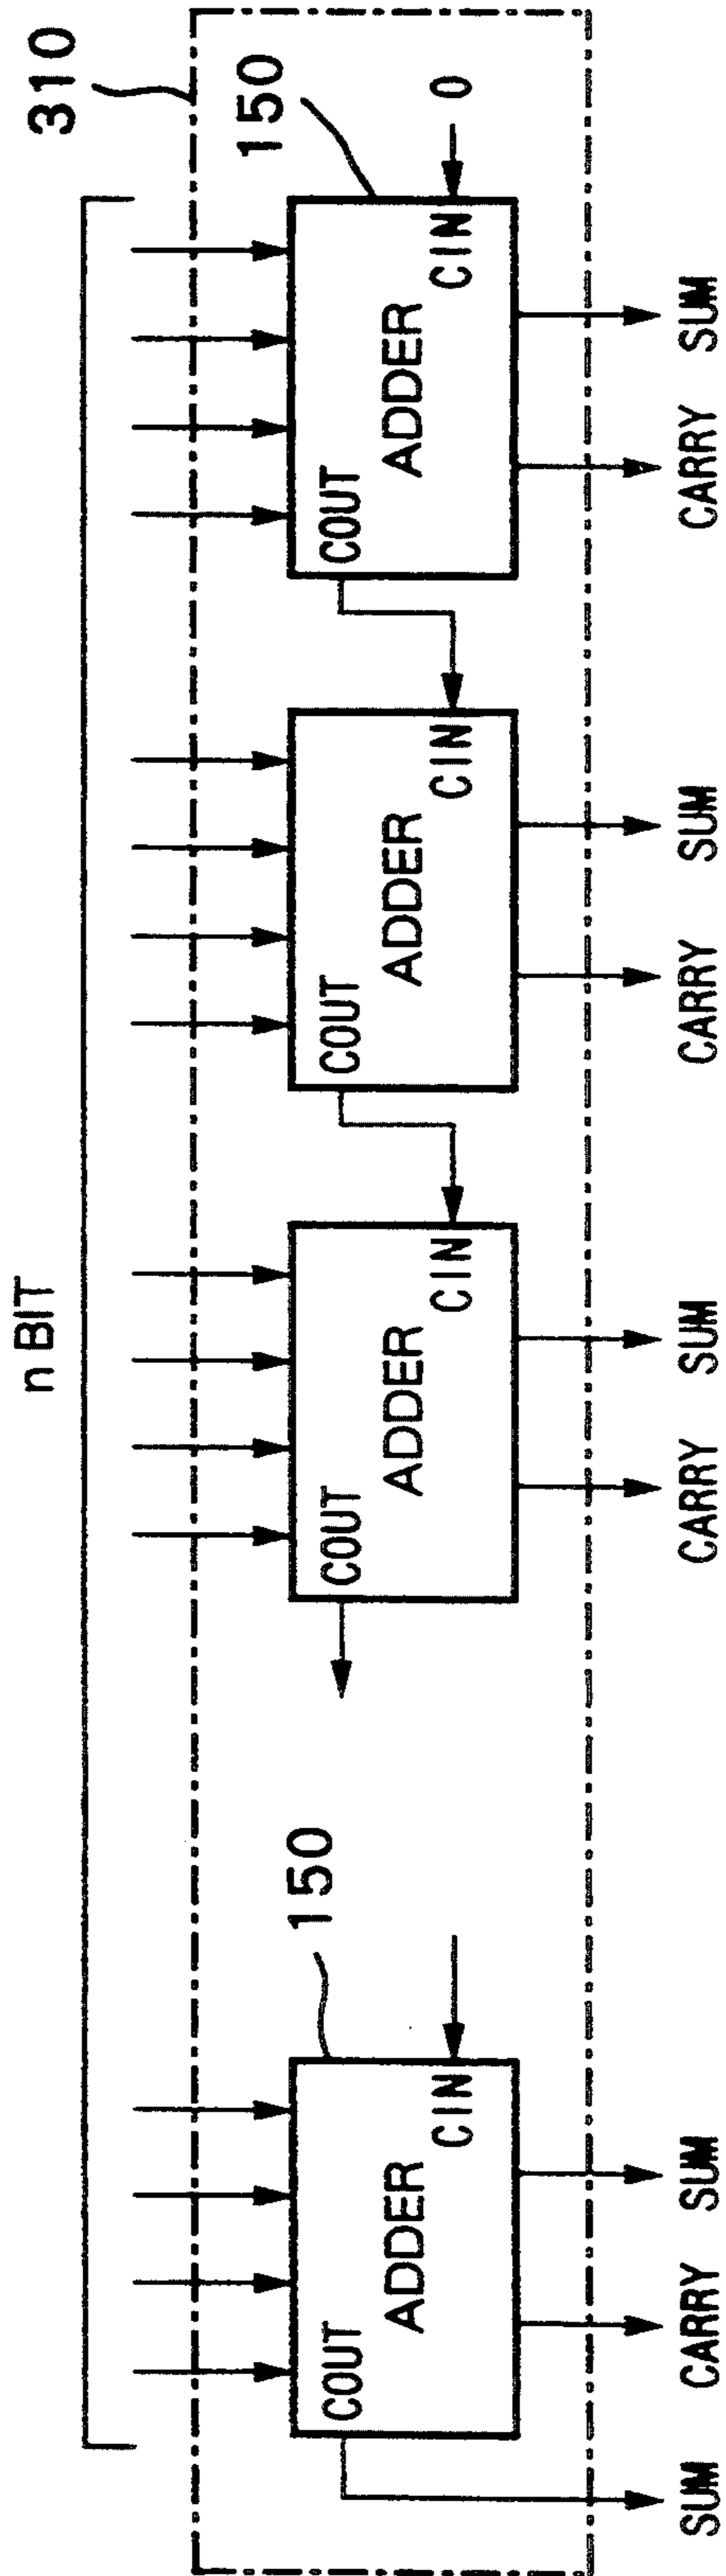 n BIT
310
150
150
COUT
ADDER
CIN
COUT
ADDER
CIN
COUT
ADDER
CIN
COUT
ADDER
CIN
0
SUM CARRY SUM CARRY SUM CARRY SUM CARRY SUM